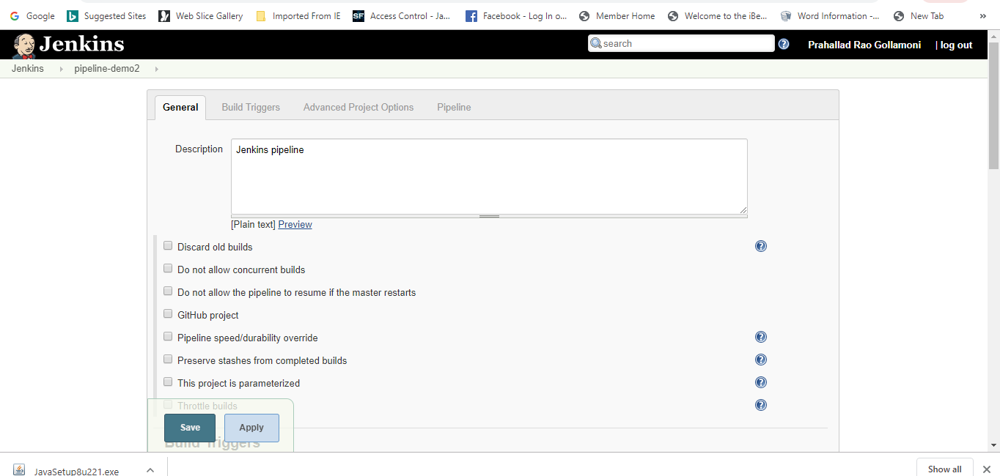 Google Suggested Sites Web Slice Gallery Imported From IE SF Access Control - Ja... Facebook - Log In o... Member Home Welcome to the iBe... Word Information -... New Tab »
Jenkins search Prahallad Rao Gollamoni | log out
Jenkins pipeline-demo2
General Build Triggers Advanced Project Options Pipeline
Description Jenkins pipeline
[Plain text] Preview
Discard old builds
Do not allow concurrent builds
Do not allow the pipeline to resume if the master restarts
GitHub project
Pipeline speed/durability override
Preserve stashes from completed builds
This project is parameterized
Throttle builds
Save Apply
Build Triggers
JavaSetup8u221.exe Show all